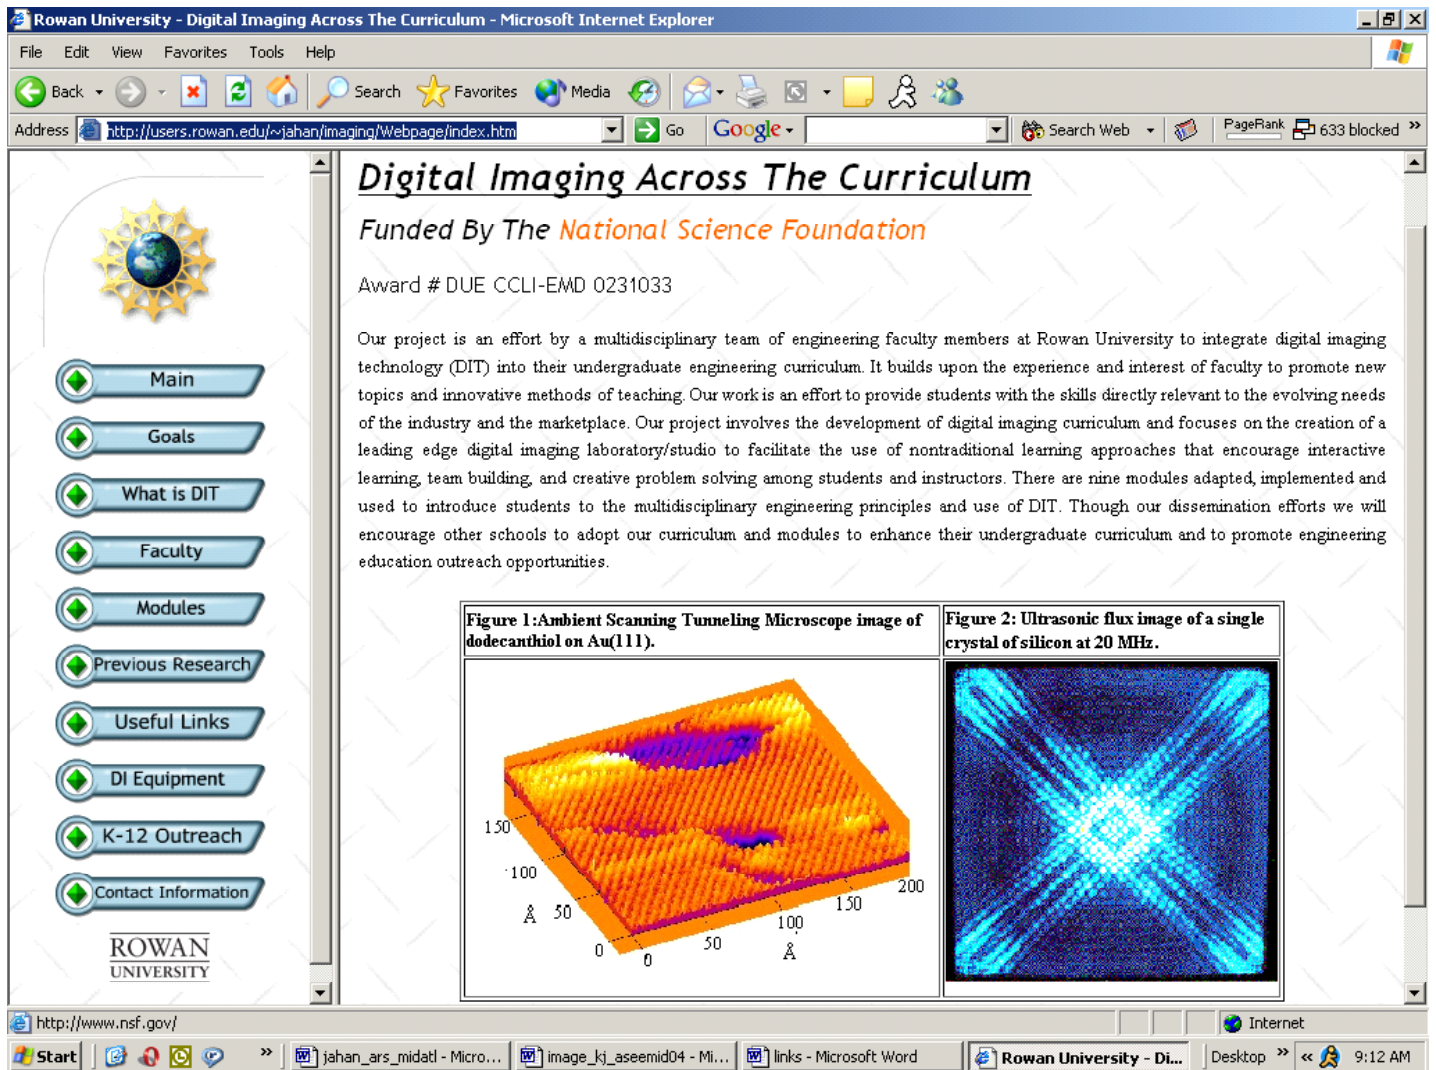 Rowan University - Digital Imaging Across The Curriculum - Microsoft Internet Explorer
File Edit View Favorites Tools Help
Back Search Favorites Media
Address http://users.rowan.edu/~jahan/imaging/Webpage/index.htm Go Google Search Web PageRank 633 blocked »
Digital Imaging Across The Curriculum
Funded By The National Science Foundation
Award # DUE CCLI-EMD 0231033
Our project is an effort by a multidisciplinary team of engineering faculty members at Rowan University to integrate digital imaging
technology (DIT) into their undergraduate engineering curriculum. It builds upon the experience and interest of faculty to promote new
topics and innovative methods of teaching. Our work is an effort to provide students with the skills directly relevant to the evolving needs
of the industry and the marketplace. Our project involves the development of digital imaging curriculum and focuses on the creation of a
leading edge digital imaging laboratory/studio to facilitate the use of nontraditional learning approaches that encourage interactive
learning, team building, and creative problem solving among students and instructors. There are nine modules adapted, implemented and
used to introduce students to the multidisciplinary engineering principles and use of DIT. Though our dissemination efforts we will
encourage other schools to adopt our curriculum and modules to enhance their undergraduate curriculum and to promote engineering
education outreach opportunities.
Main
Goals
What is DIT
Faculty
Modules
Previous Research
Useful Links
DI Equipment
K-12 Outreach
Contact Information
ROWAN
UNIVERSITY
Figure 1:Ambient Scanning Tunneling Microscope image of
dodecanthiol on Au(111).
Figure 2: Ultrasonic flux image of a single
crystal of silicon at 20 MHz.
150
100
Å 50
0
0
50
100
150
200
Å
http://www.nsf.gov/ Internet
Start » jahan_ars_midatl - Micro... image_kj_aseemid04 - Mi... links - Microsoft Word Rowan University - Di... Desktop » « 9:12 AM